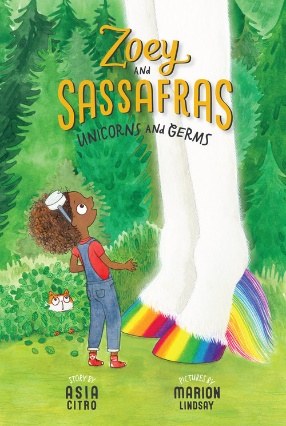 Zoey
AND
SASSAFRAS
UNICORNS AND GERMS
STORY BY
ASIA
CITRO
PICTURES BY
MARION
LINDSAY